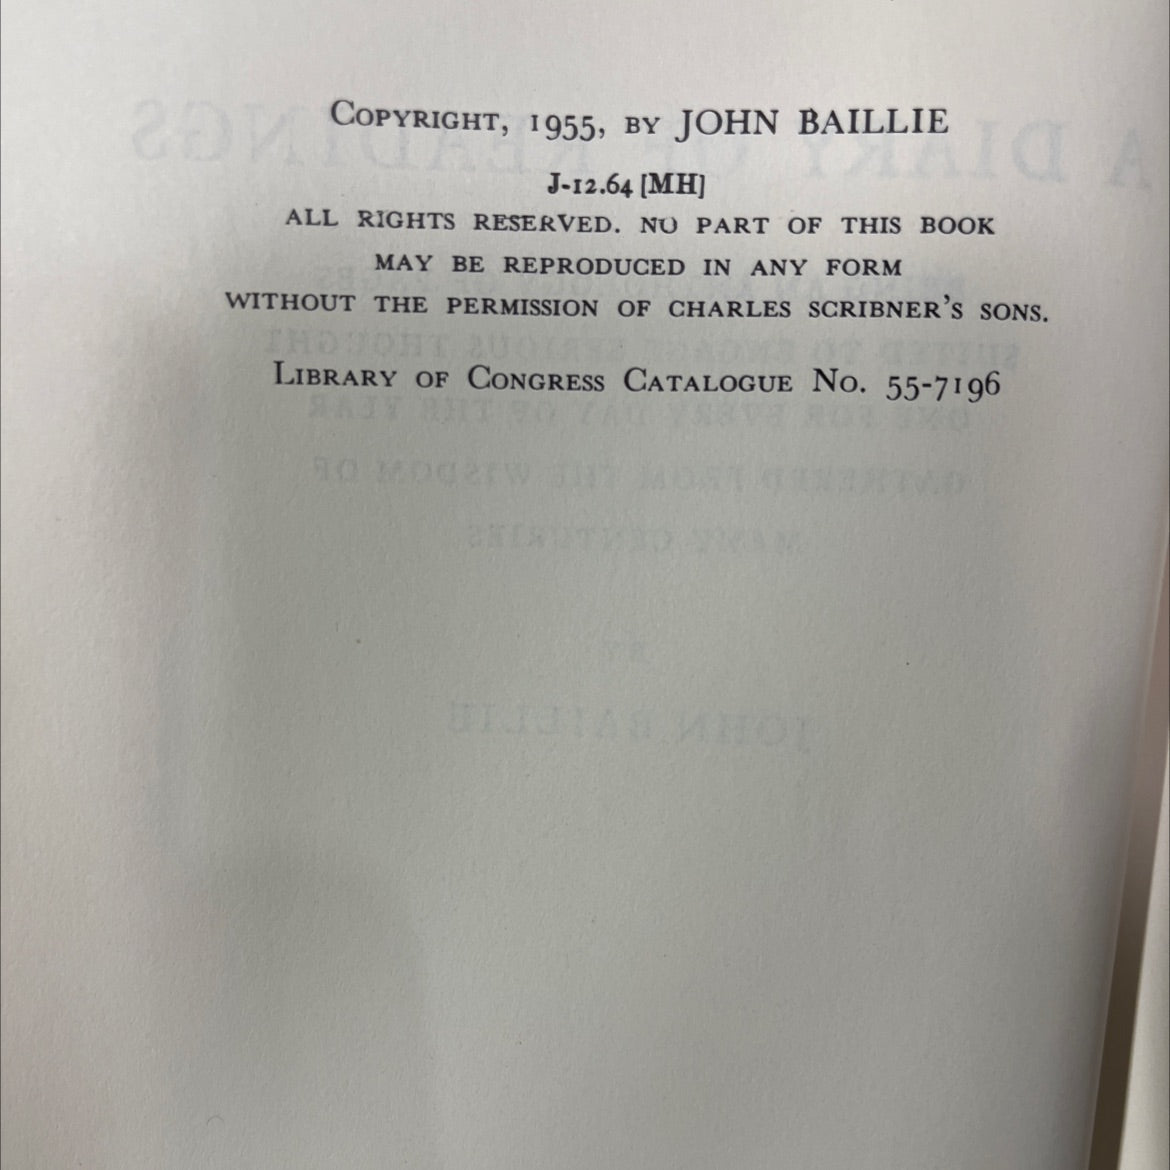 Copyright, 1955, by JOHN BAILLIE
J-12.64 [MH]
ALL RIGHTS RESERVED. NO PART OF THIS BOOK
MAY BE REPRODUCED IN ANY FORM
WITHOUT THE PERMISSION OF CHARLES SCRIBNER'S SONS.
Library of Congress Catalogue No. 55-7196